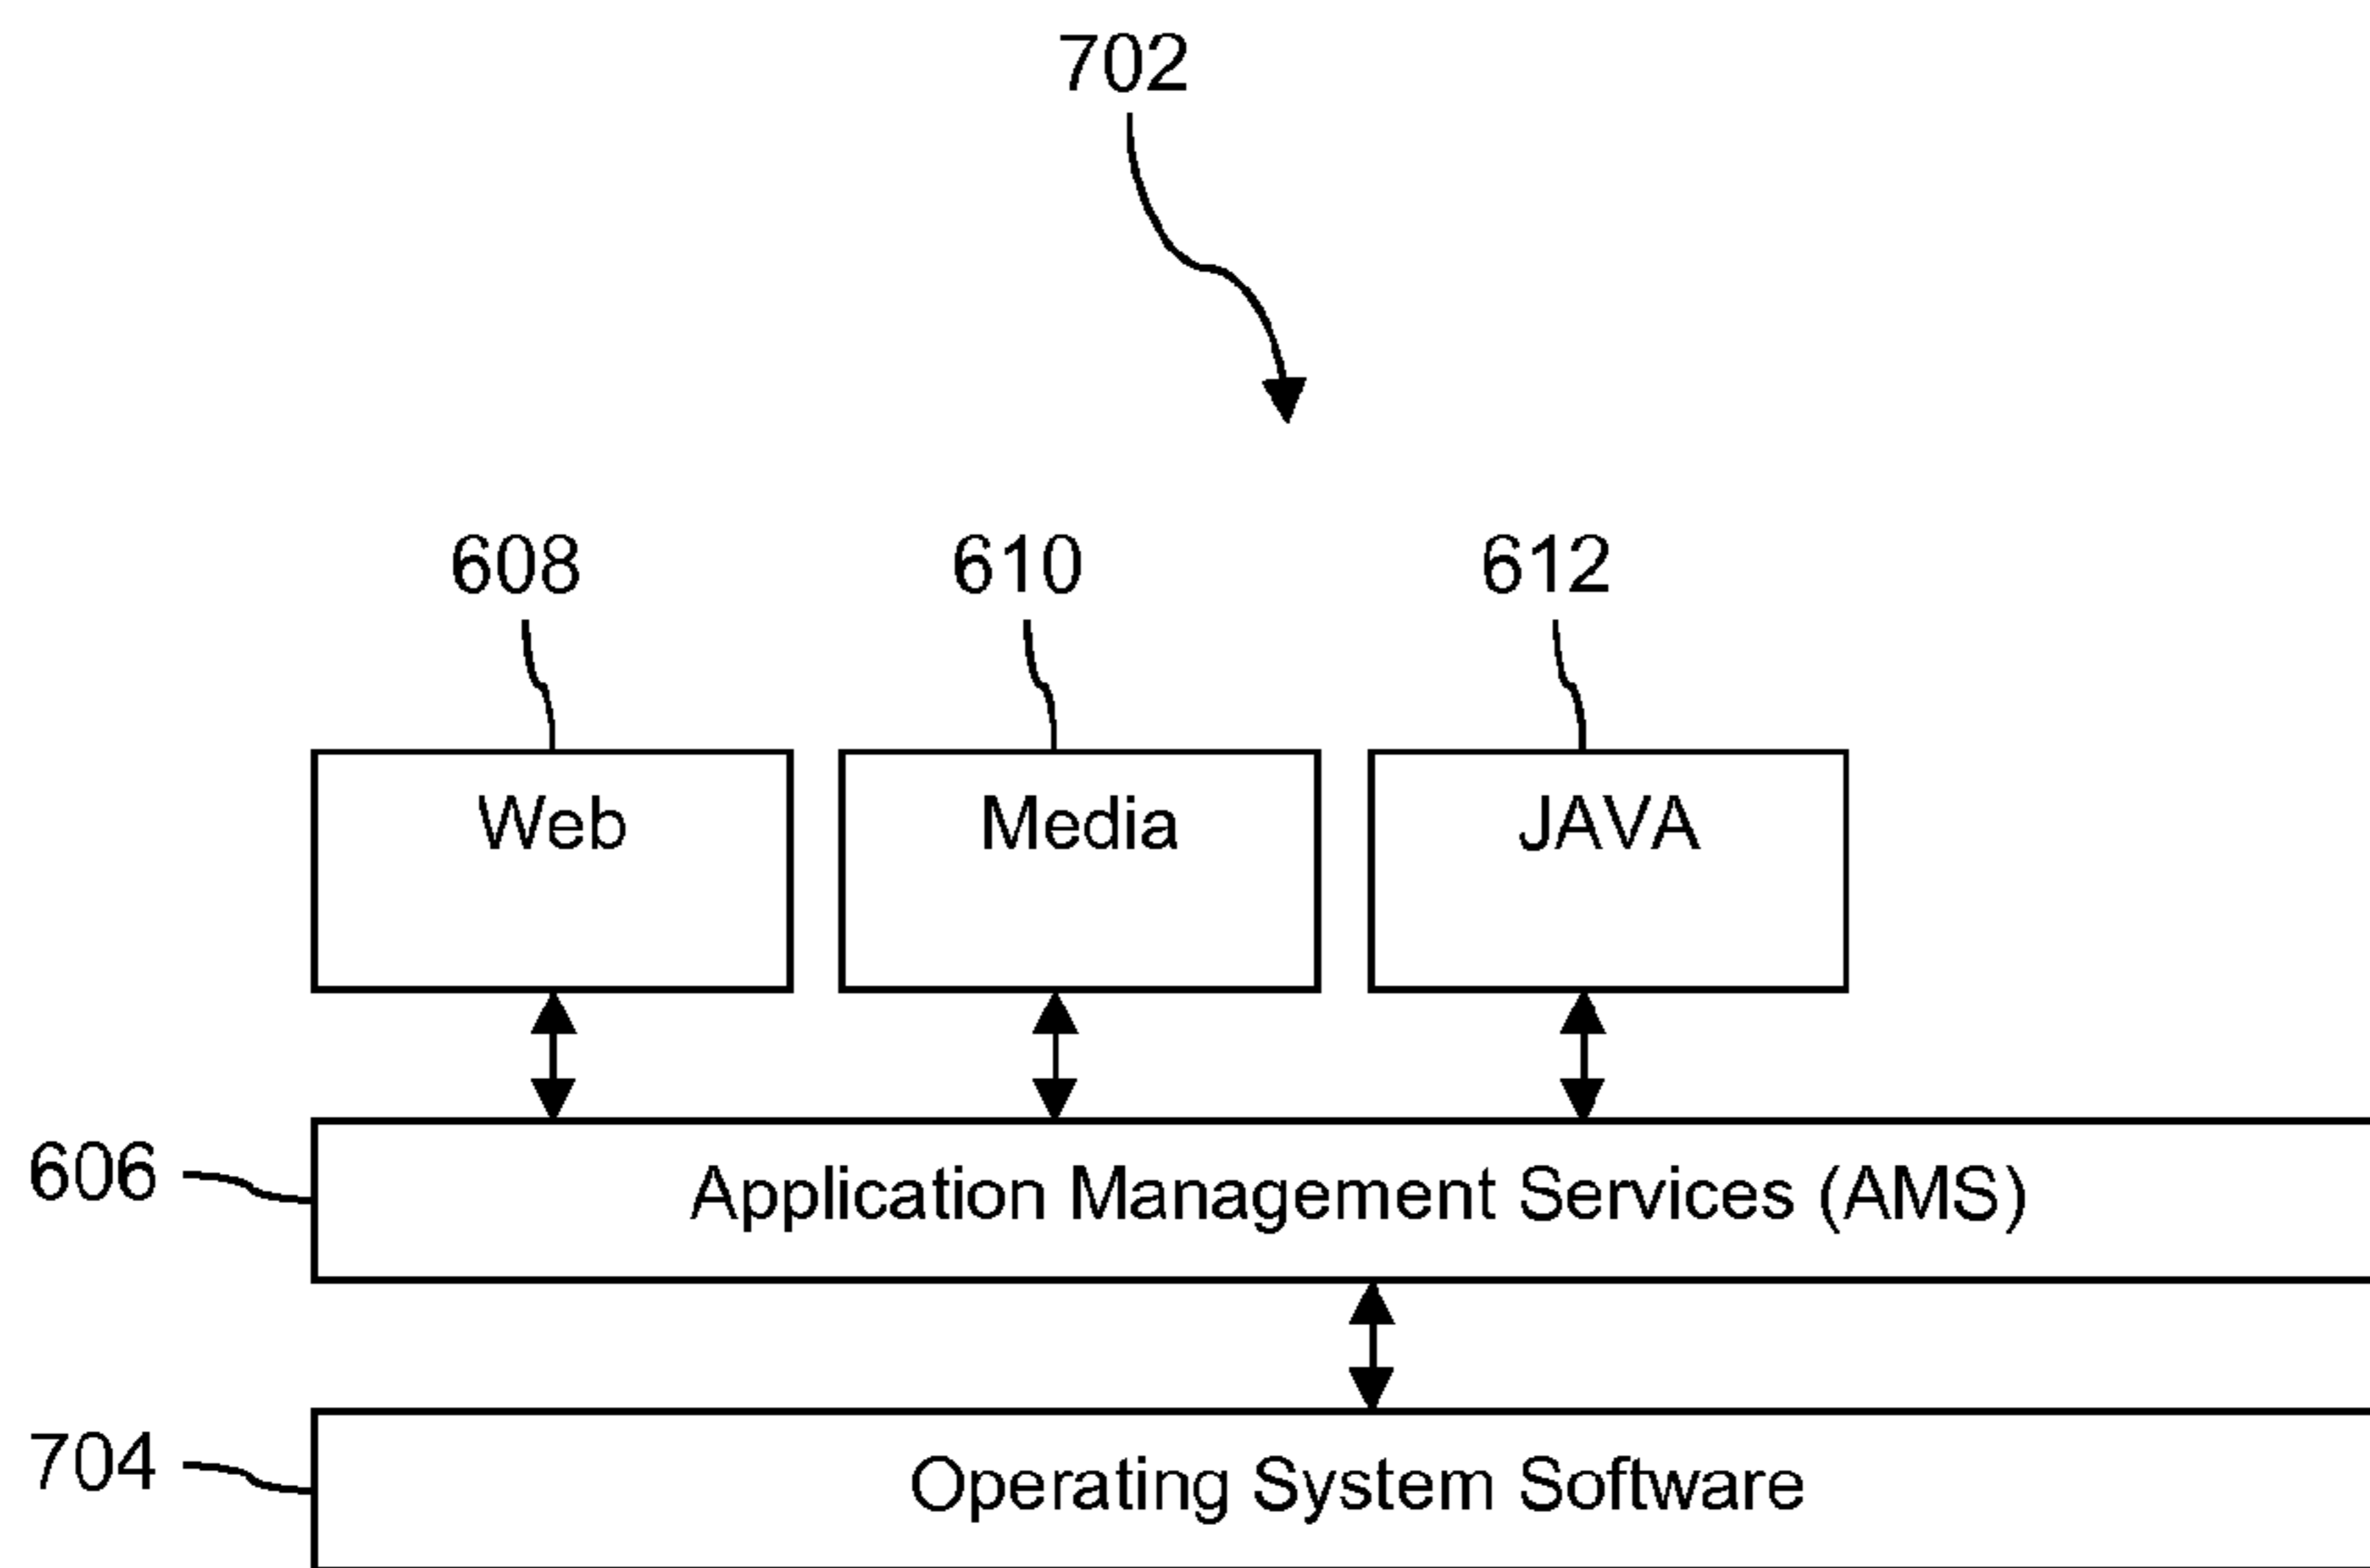 702
608 610 612
Web Media JAVA
606 Application Management Services (AMS)
704 Operating System Software